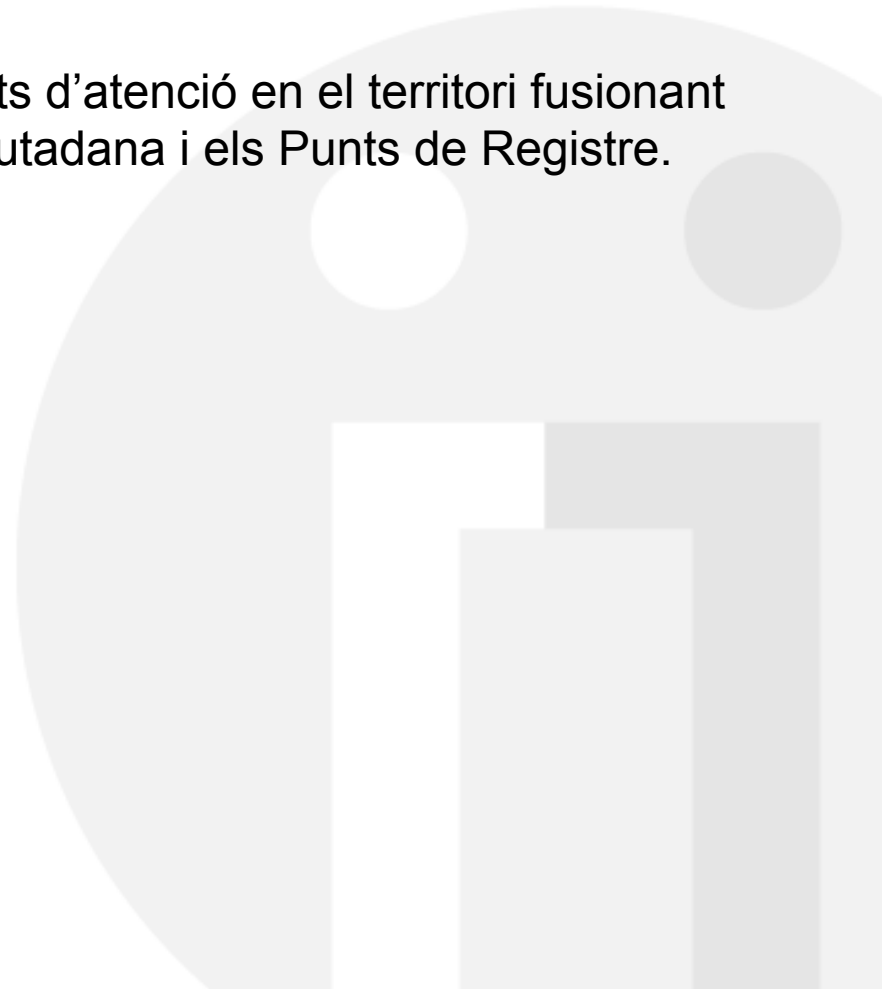 ts d’atenció en el territori fusionant
utadana i els Punts de Registre.